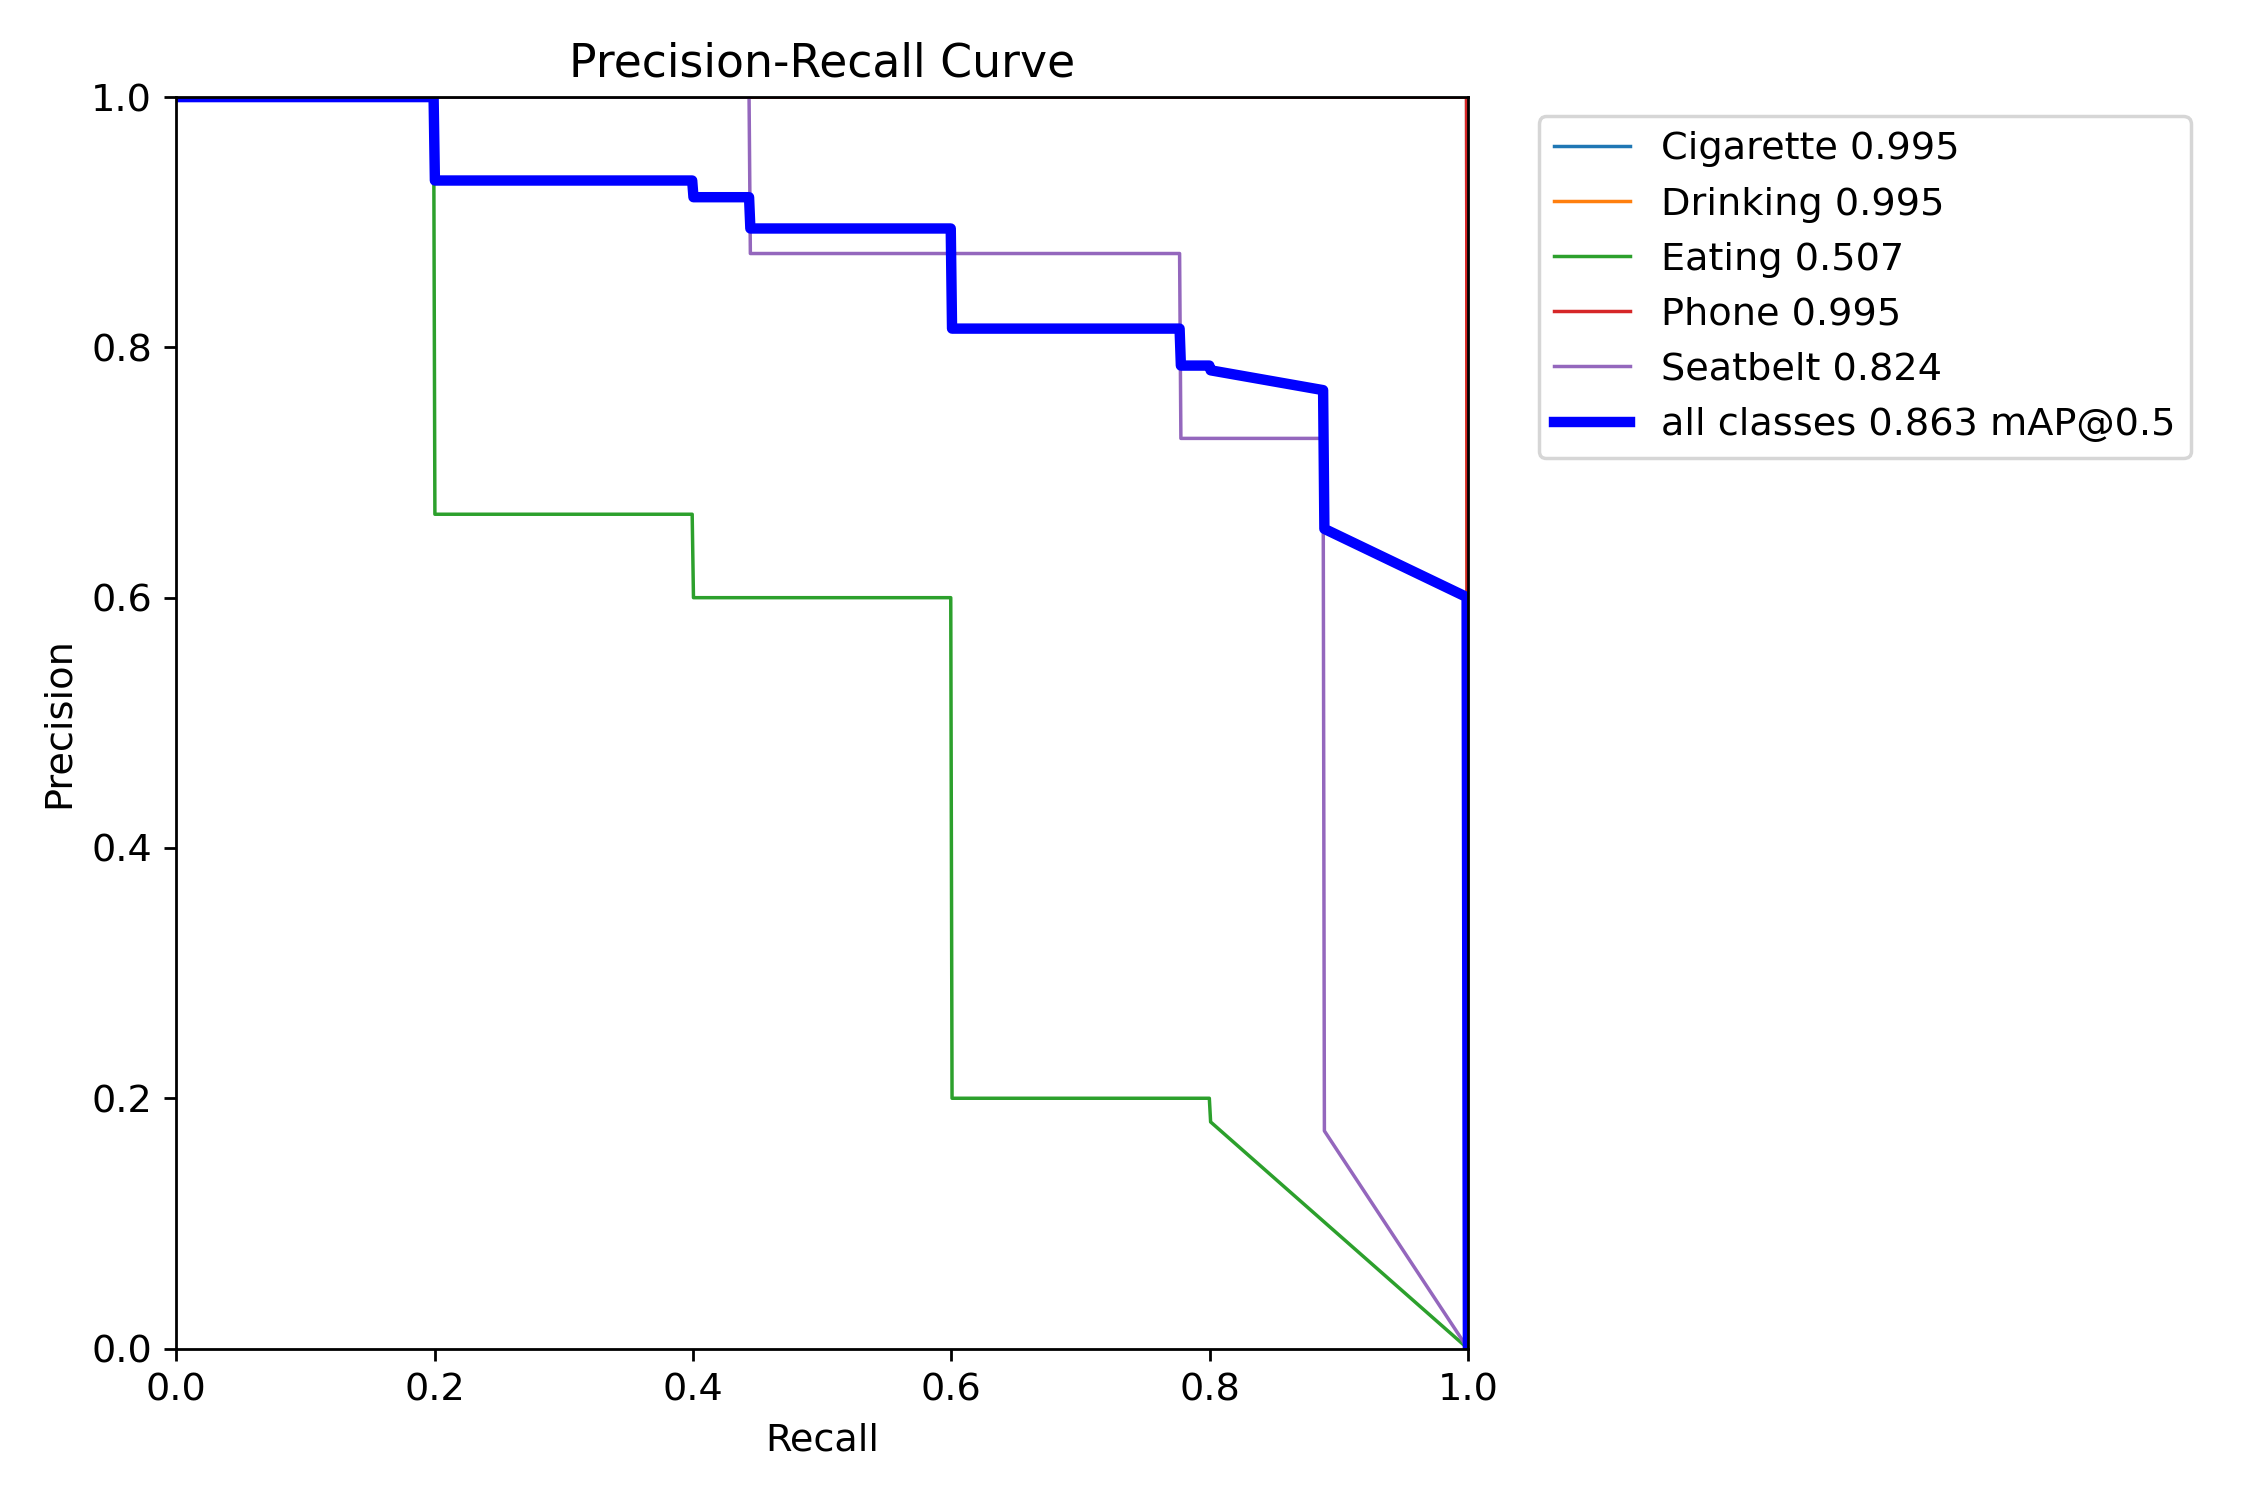 Precision-Recall Curve
1.0
0.8
0.6
0.4
0.2
0.0
Precision
0.0 0.2 0.4 0.6 0.8 1.0
Recall
Cigarette 0.995
Drinking 0.995
Eating 0.507
Phone 0.995
Seatbelt 0.824
all classes 0.863 mAP@0.5